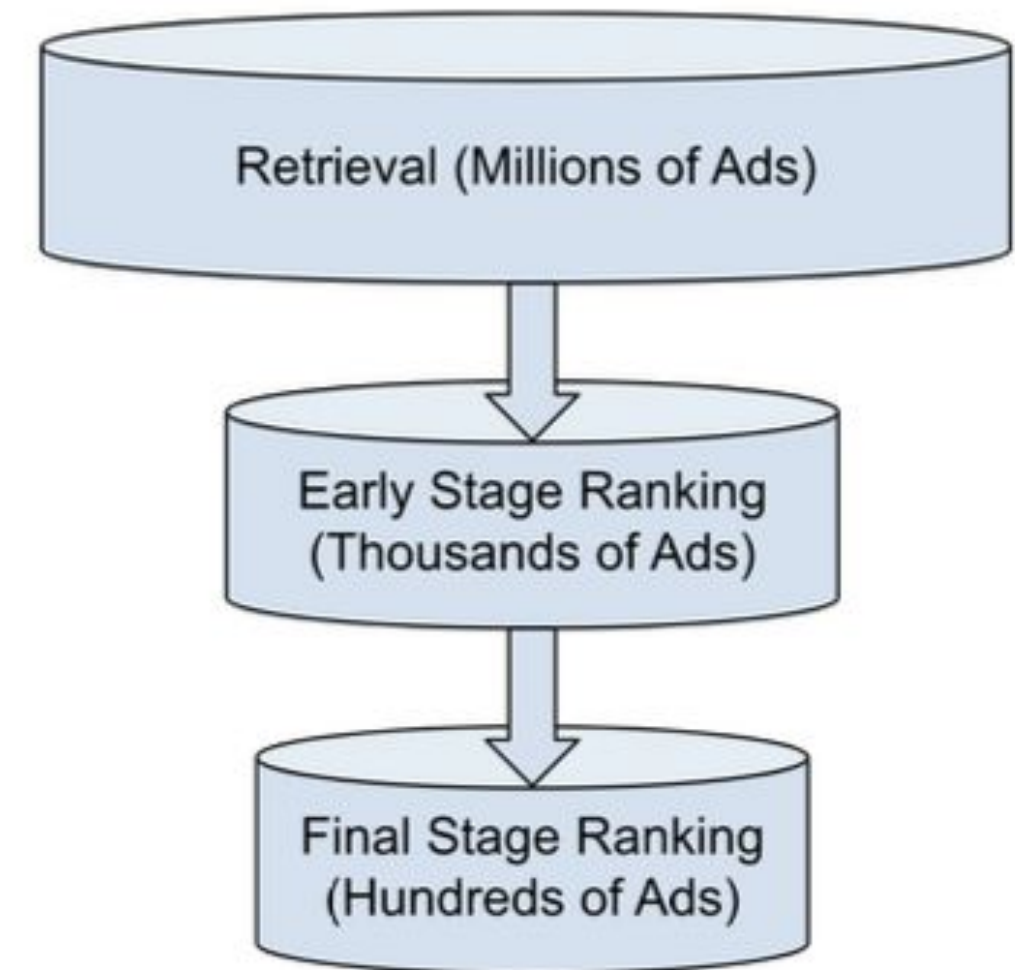 Retrieval (Millions of Ads)
Early Stage Ranking
(Thousands of Ads)
Final Stage Ranking
(Hundreds of Ads)